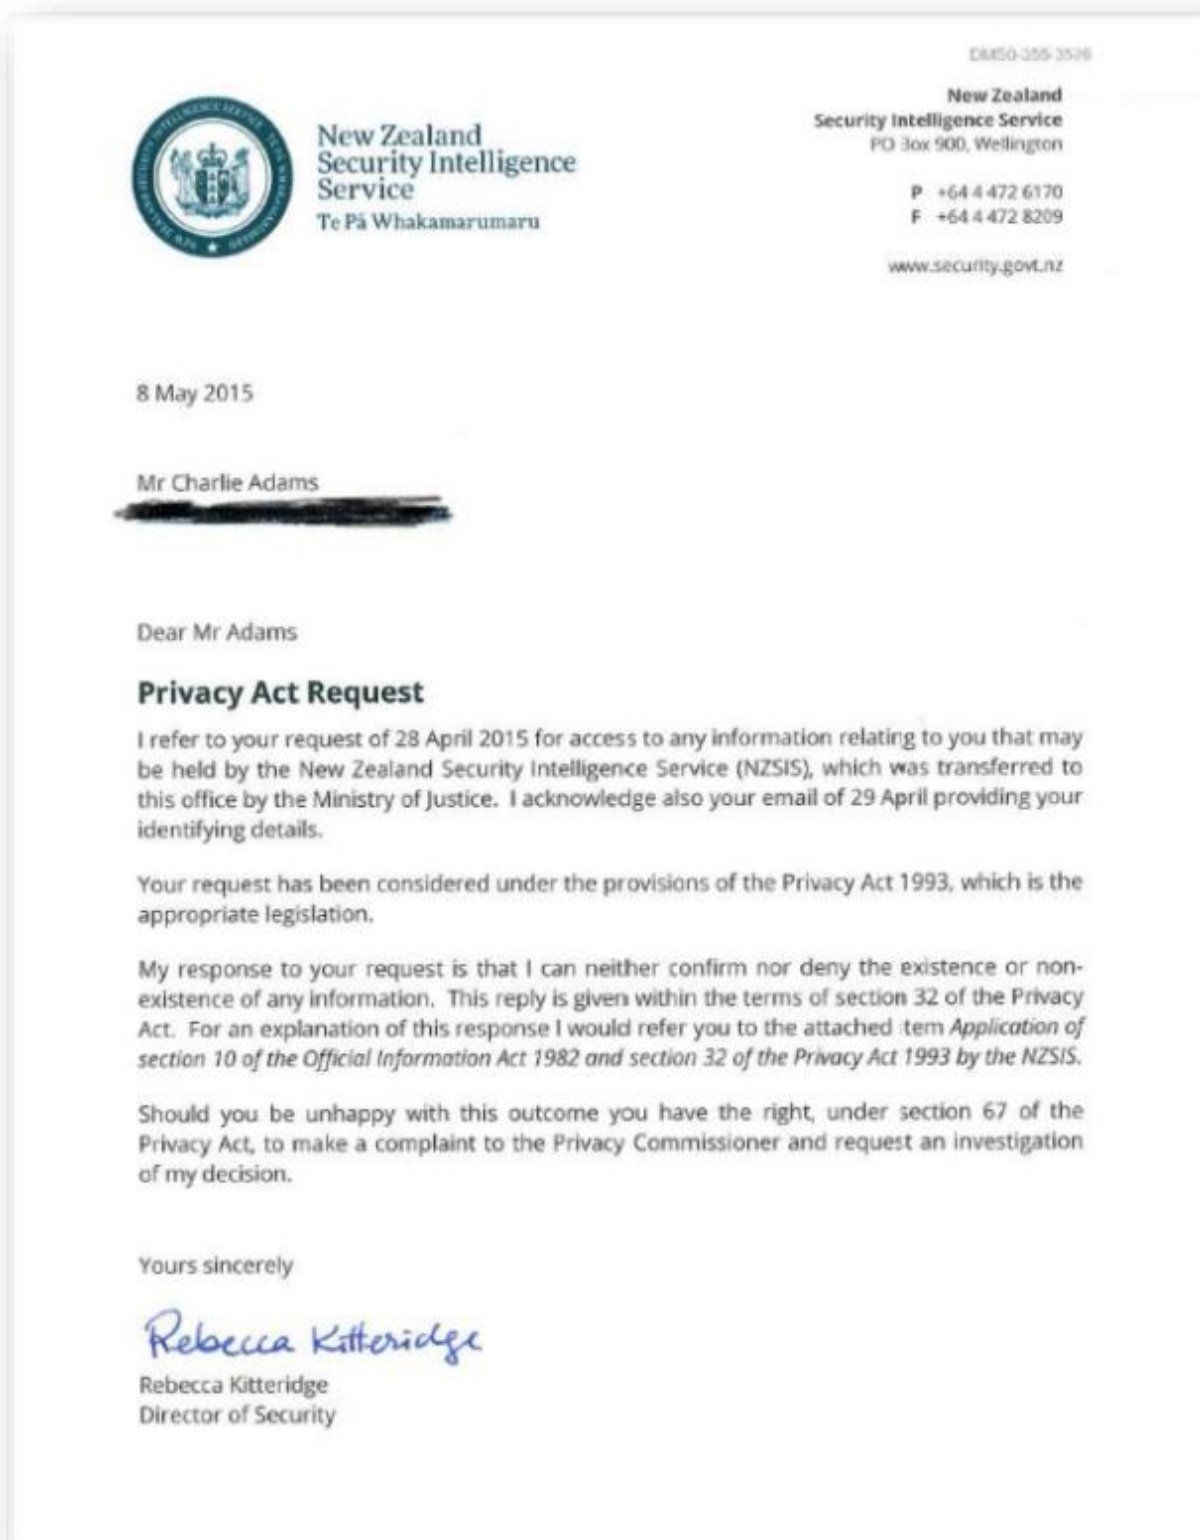 New Zealand
Security Intelligence Service
PO 3ox 900, Wellington
P +64 4 472 6170
F +64 4 472 8209
www.security.govt.nz
New Zealand
Security Intelligence
Service
Te Pā Whakamarumaru
8 May 2015
Mr Charlie Adams
Dear Mr Adams
Privacy Act Request
I refer to your request of 28 April 2015 for access to any information relating to you that may
be held by the New Zealand Security Intelligence Service (NZSIS), which was transferred to
this office by the Ministry of Justice. I acknowledge also your email of 29 April providing your
identifying details.
Your request has been considered under the provisions of the Privacy Act 1993, which is the
appropriate legislation.
My response to your request is that I can neither confirm nor deny the existence or non-
existence of any information. This reply is given within the terms of section 32 of the Privacy
Act. For an explanation of this response I would refer you to the attached :tem Application of
section 10 of the Official Information Act 1982 and section 32 of the Privacy Act 1993 by the NZSIS.
Should you be unhappy with this outcome you have the right, under section 67 of the
Privacy Act, to make a complaint to the Privacy Commissioner and request an investigation
of my decision.
Yours sincerely
Rebecca Kitteridge
Rebecca Kitteridge
Director of Security